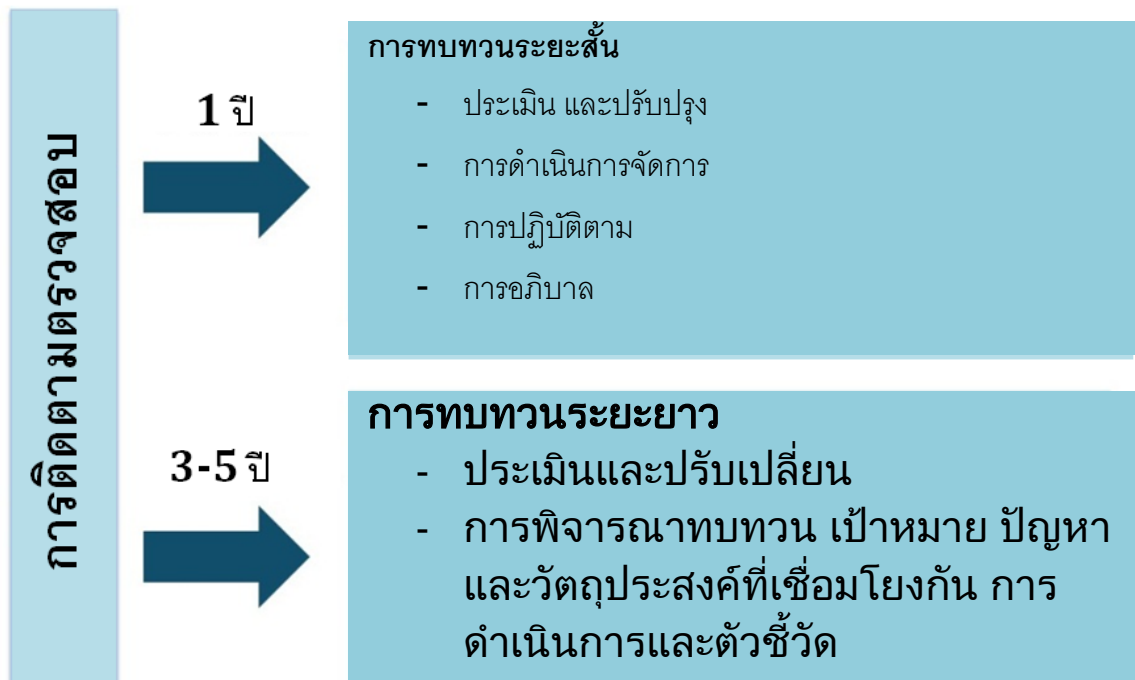 การติดตามตรวจสอบ
1 ปี
การทบทวนระยะสั้น
- ประเมิน และปรับปรุง
- การดำเนินการจัดการ
- การปฏิบัติตาม
- การอภิบาล
3-5 ปี
การทบทวนระยะยาว
- ประเมินและปรับเปลี่ยน
- การพิจารณาทบทวน เป้าหมาย ปัญหา
และวัตถุประสงค์ที่เชื่อมโยงกัน การ
ดำเนินการและตัวชี้วัด